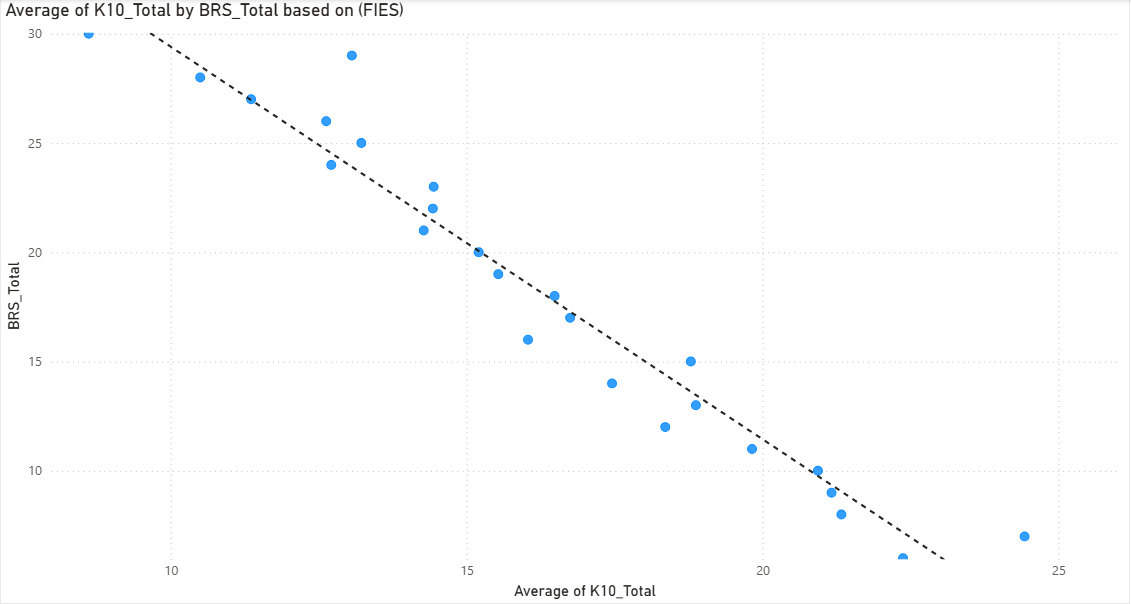 Average of K10_Total by BRS_Total based on (FIES)
30
25
20
15
10
BRS_Total
10 15 20 25
Average of K10_Total